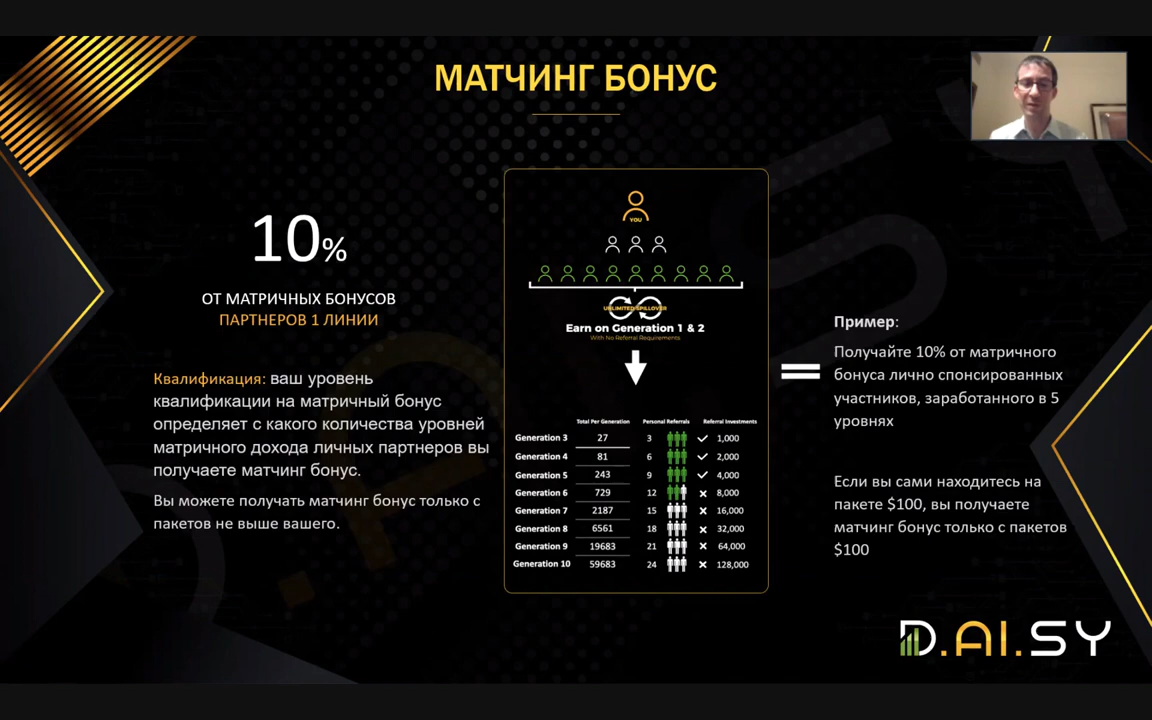 МАТЧИНГ БОНУС
10%
ОТ МАТРИЧНЫХ БОНУСОВ
ПАРТНЕРОВ 1 ЛИНИИ
Квалификация: ваш уровень
квалификации на матричный бонус
определяет с какого количества уровней
матричного дохода личных партнеров вы
получаете матчинг бонус.
Вы можете получать матчинг бонус только с
пакетов не выше вашего.
YOU
UNLIMITED SPILLOVER
Earn on Generation 1 & 2
With No Referral Requirements
Total Per Generation Personal Referrals Referral Investments
Generation 3 27 3 1,000
Generation 4 81 6 2,000
Generation 5 243 9 4,000
Generation 6 729 12 8,000
Generation 7 2187 15 16,000
Generation 8 6561 18 32,000
Generation 9 19683 21 64,000
Generation 10 59683 24 128,000
Пример:
Получайте 10% от матричного
бонуса лично спонсированных
участников, заработанного в 5
уровнях
Если вы сами находитесь на
пакете $100, вы получаете
матчинг бонус только с пакетов
$100
D.AI.SY